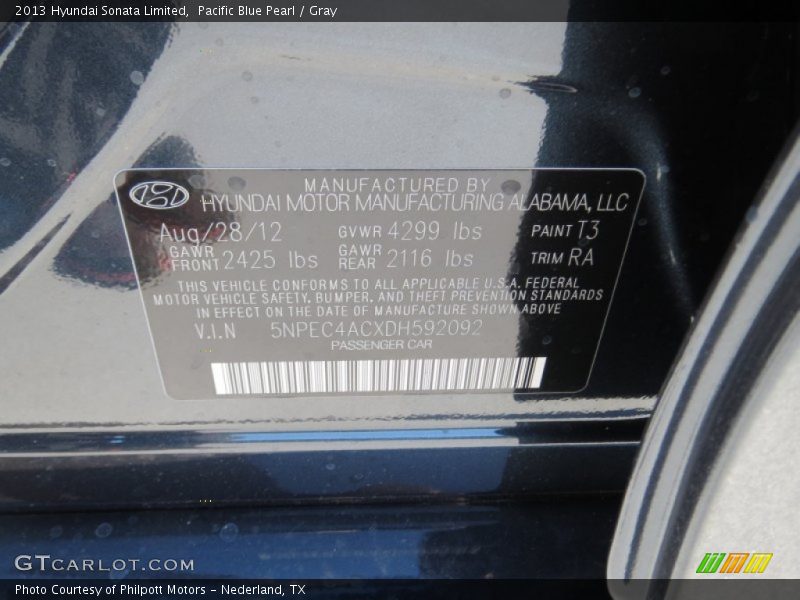 2013 Hyundai Sonata Limited, Pacific Blue Pearl / Gray
MANUFACTURED BY
HYUNDAI MOTOR MANUFACTURING ALABAMA, LLC
Aug/28/12 GVWR 4299 lbs PAINT T3
GAWR FRONT 2425 lbs GAWR REAR 2116 lbs TRIM RA
THIS VEHICLE CONFORMS TO ALL APPLICABLE U.S.A. FEDERAL
MOTOR VEHICLE SAFETY, BUMPER, AND THEFT PREVENTION STANDARDS
IN EFFECT ON THE DATE OF MANUFACTURE SHOWN ABOVE
V.I.N 5NPEC4ACXDH592092
PASSENGER CAR
GTCARLOT.COM
Photo Courtesy of Philpott Motors - Nederland, TX